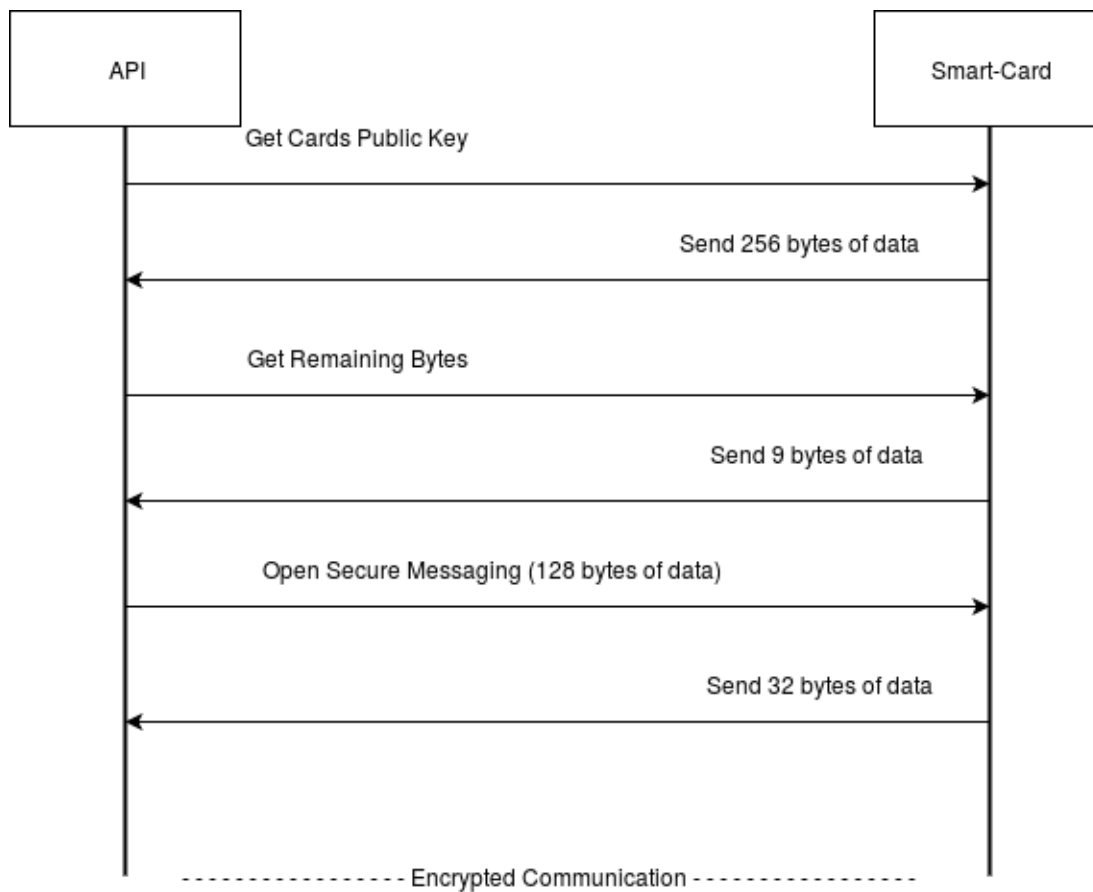 API
Smart-Card
Get Cards Public Key
Send 256 bytes of data
Get Remaining Bytes
Send 9 bytes of data
Open Secure Messaging (128 bytes of data)
Send 32 bytes of data
Encrypted Communication